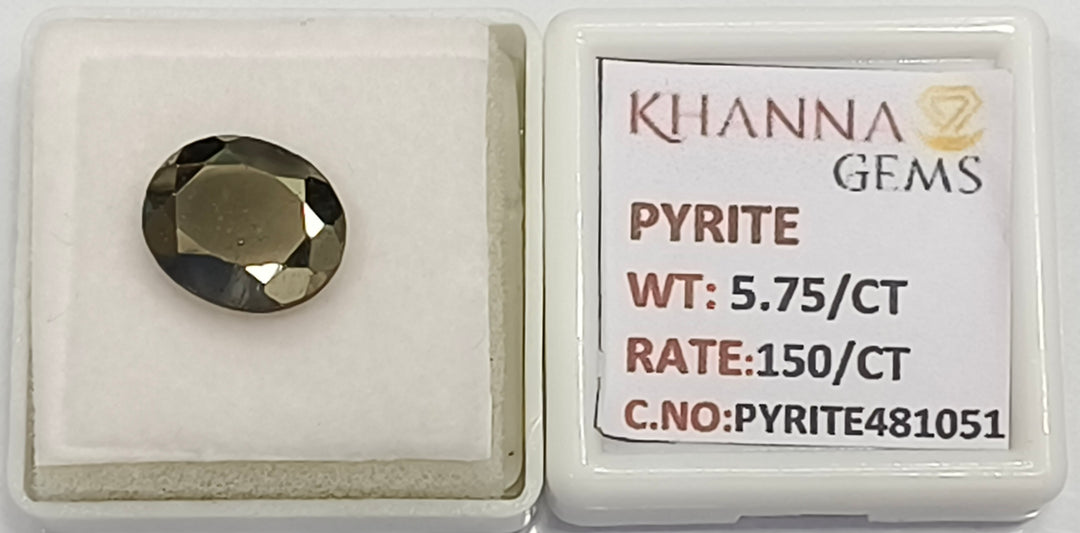 KHANNA
GEMS
PYRITE
WT: 5.75/CT
RATE:150/CT
C.NO:PYRITE481051